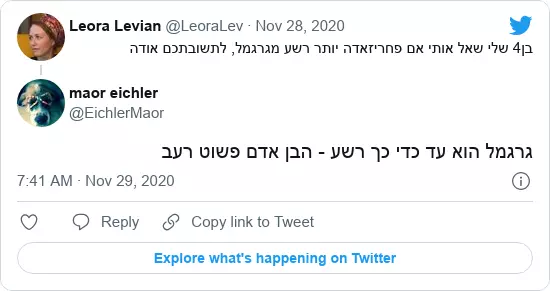 Leora Levian @LeoraLev · Nov 28, 2020
בן4 שלי שאל אותי אם פחריזאדה יותר רשע מגרגמל, לתשובתכם אודה
maor eichler
@EichlerMaor
גרגמל הוא עד כדי כך רשע - הבן אדם פשוט רעב
7:41 AM · Nov 29, 2020
Reply
Copy link to Tweet
Explore what's happening on Twitter